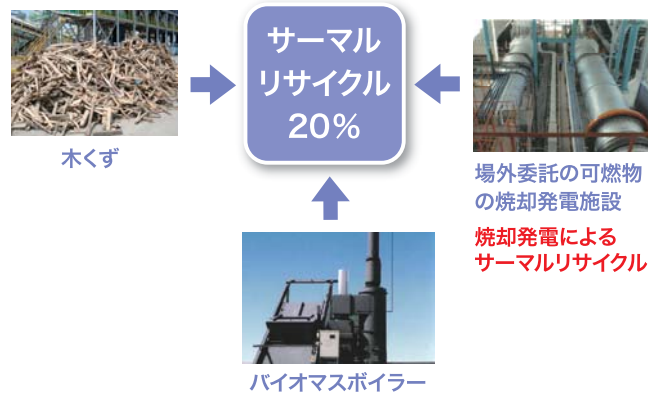 サーマル
リサイクル
20%
木くず
場外委託の可燃物
の焼却発電施設
焼却発電による
サーマルリサイクル
バイオマスボイラー